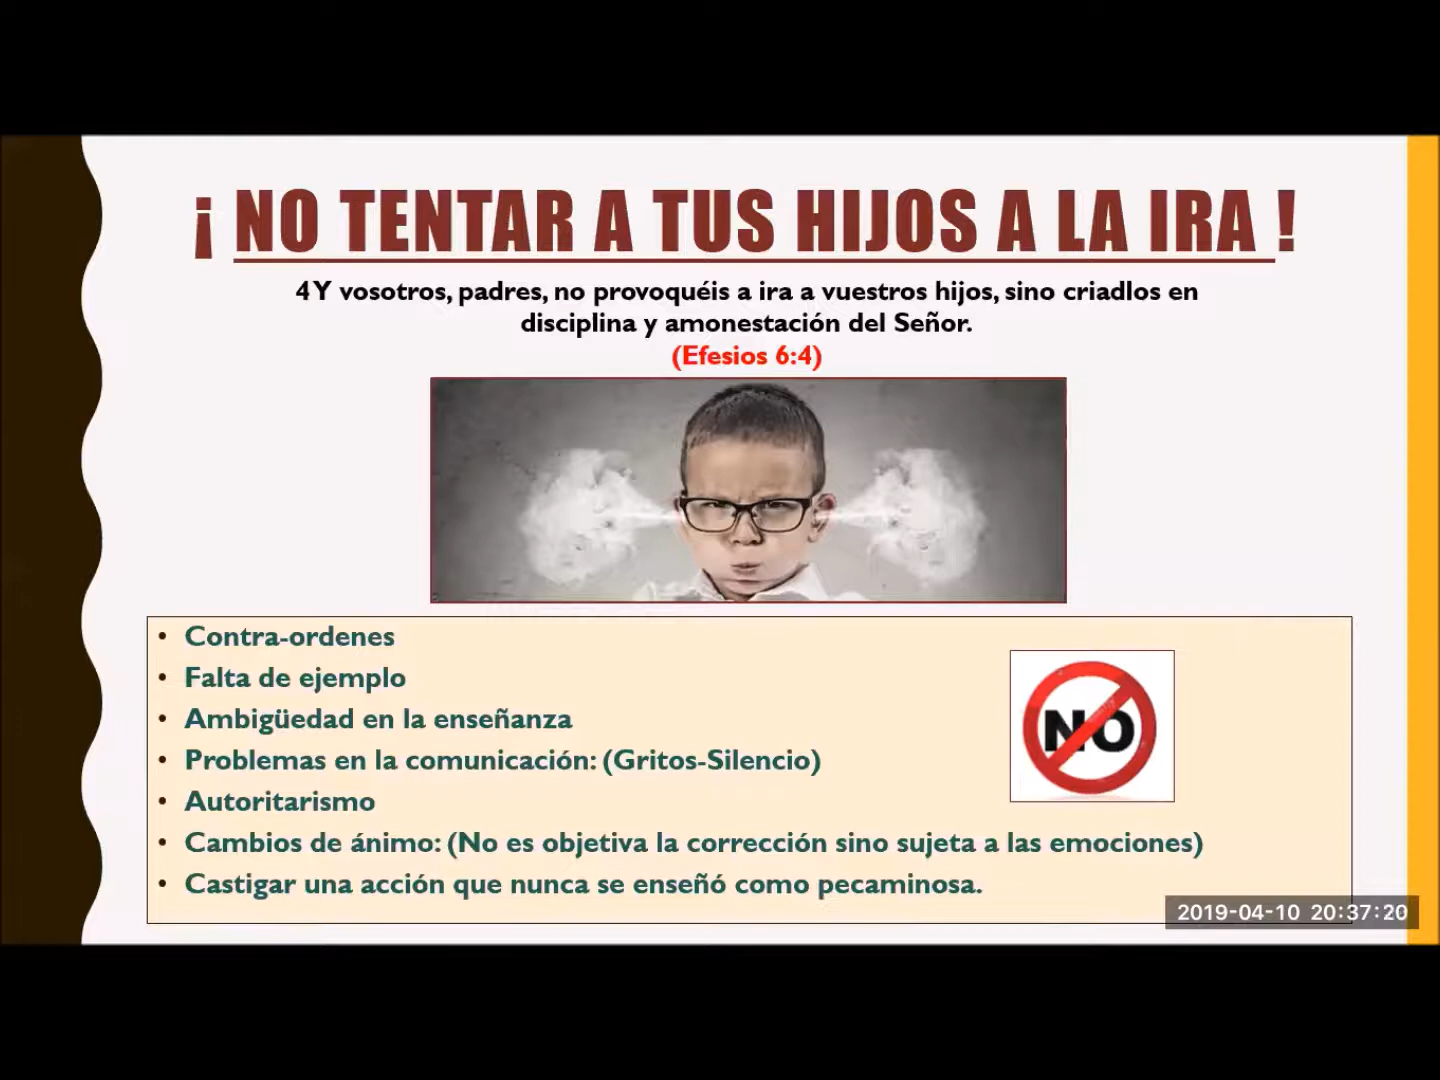 ¡ NO TENTAR A TUS HIJOS A LA IRA !
4 Y vosotros, padres, no provoquéis a ira a vuestros hijos, sino criadlos en
disciplina y amonestación del Señor.
(Efesios 6:4)
• Contra-ordenes
• Falta de ejemplo
• Ambigüedad en la enseñanza
• Problemas en la comunicación: (Gritos-Silencio)
• Autoritarismo
• Cambios de ánimo: (No es objetiva la corrección sino sujeta a las emociones)
• Castigar una acción que nunca se enseñó como pecaminosa.
NO
2019-04-10 20:37:20